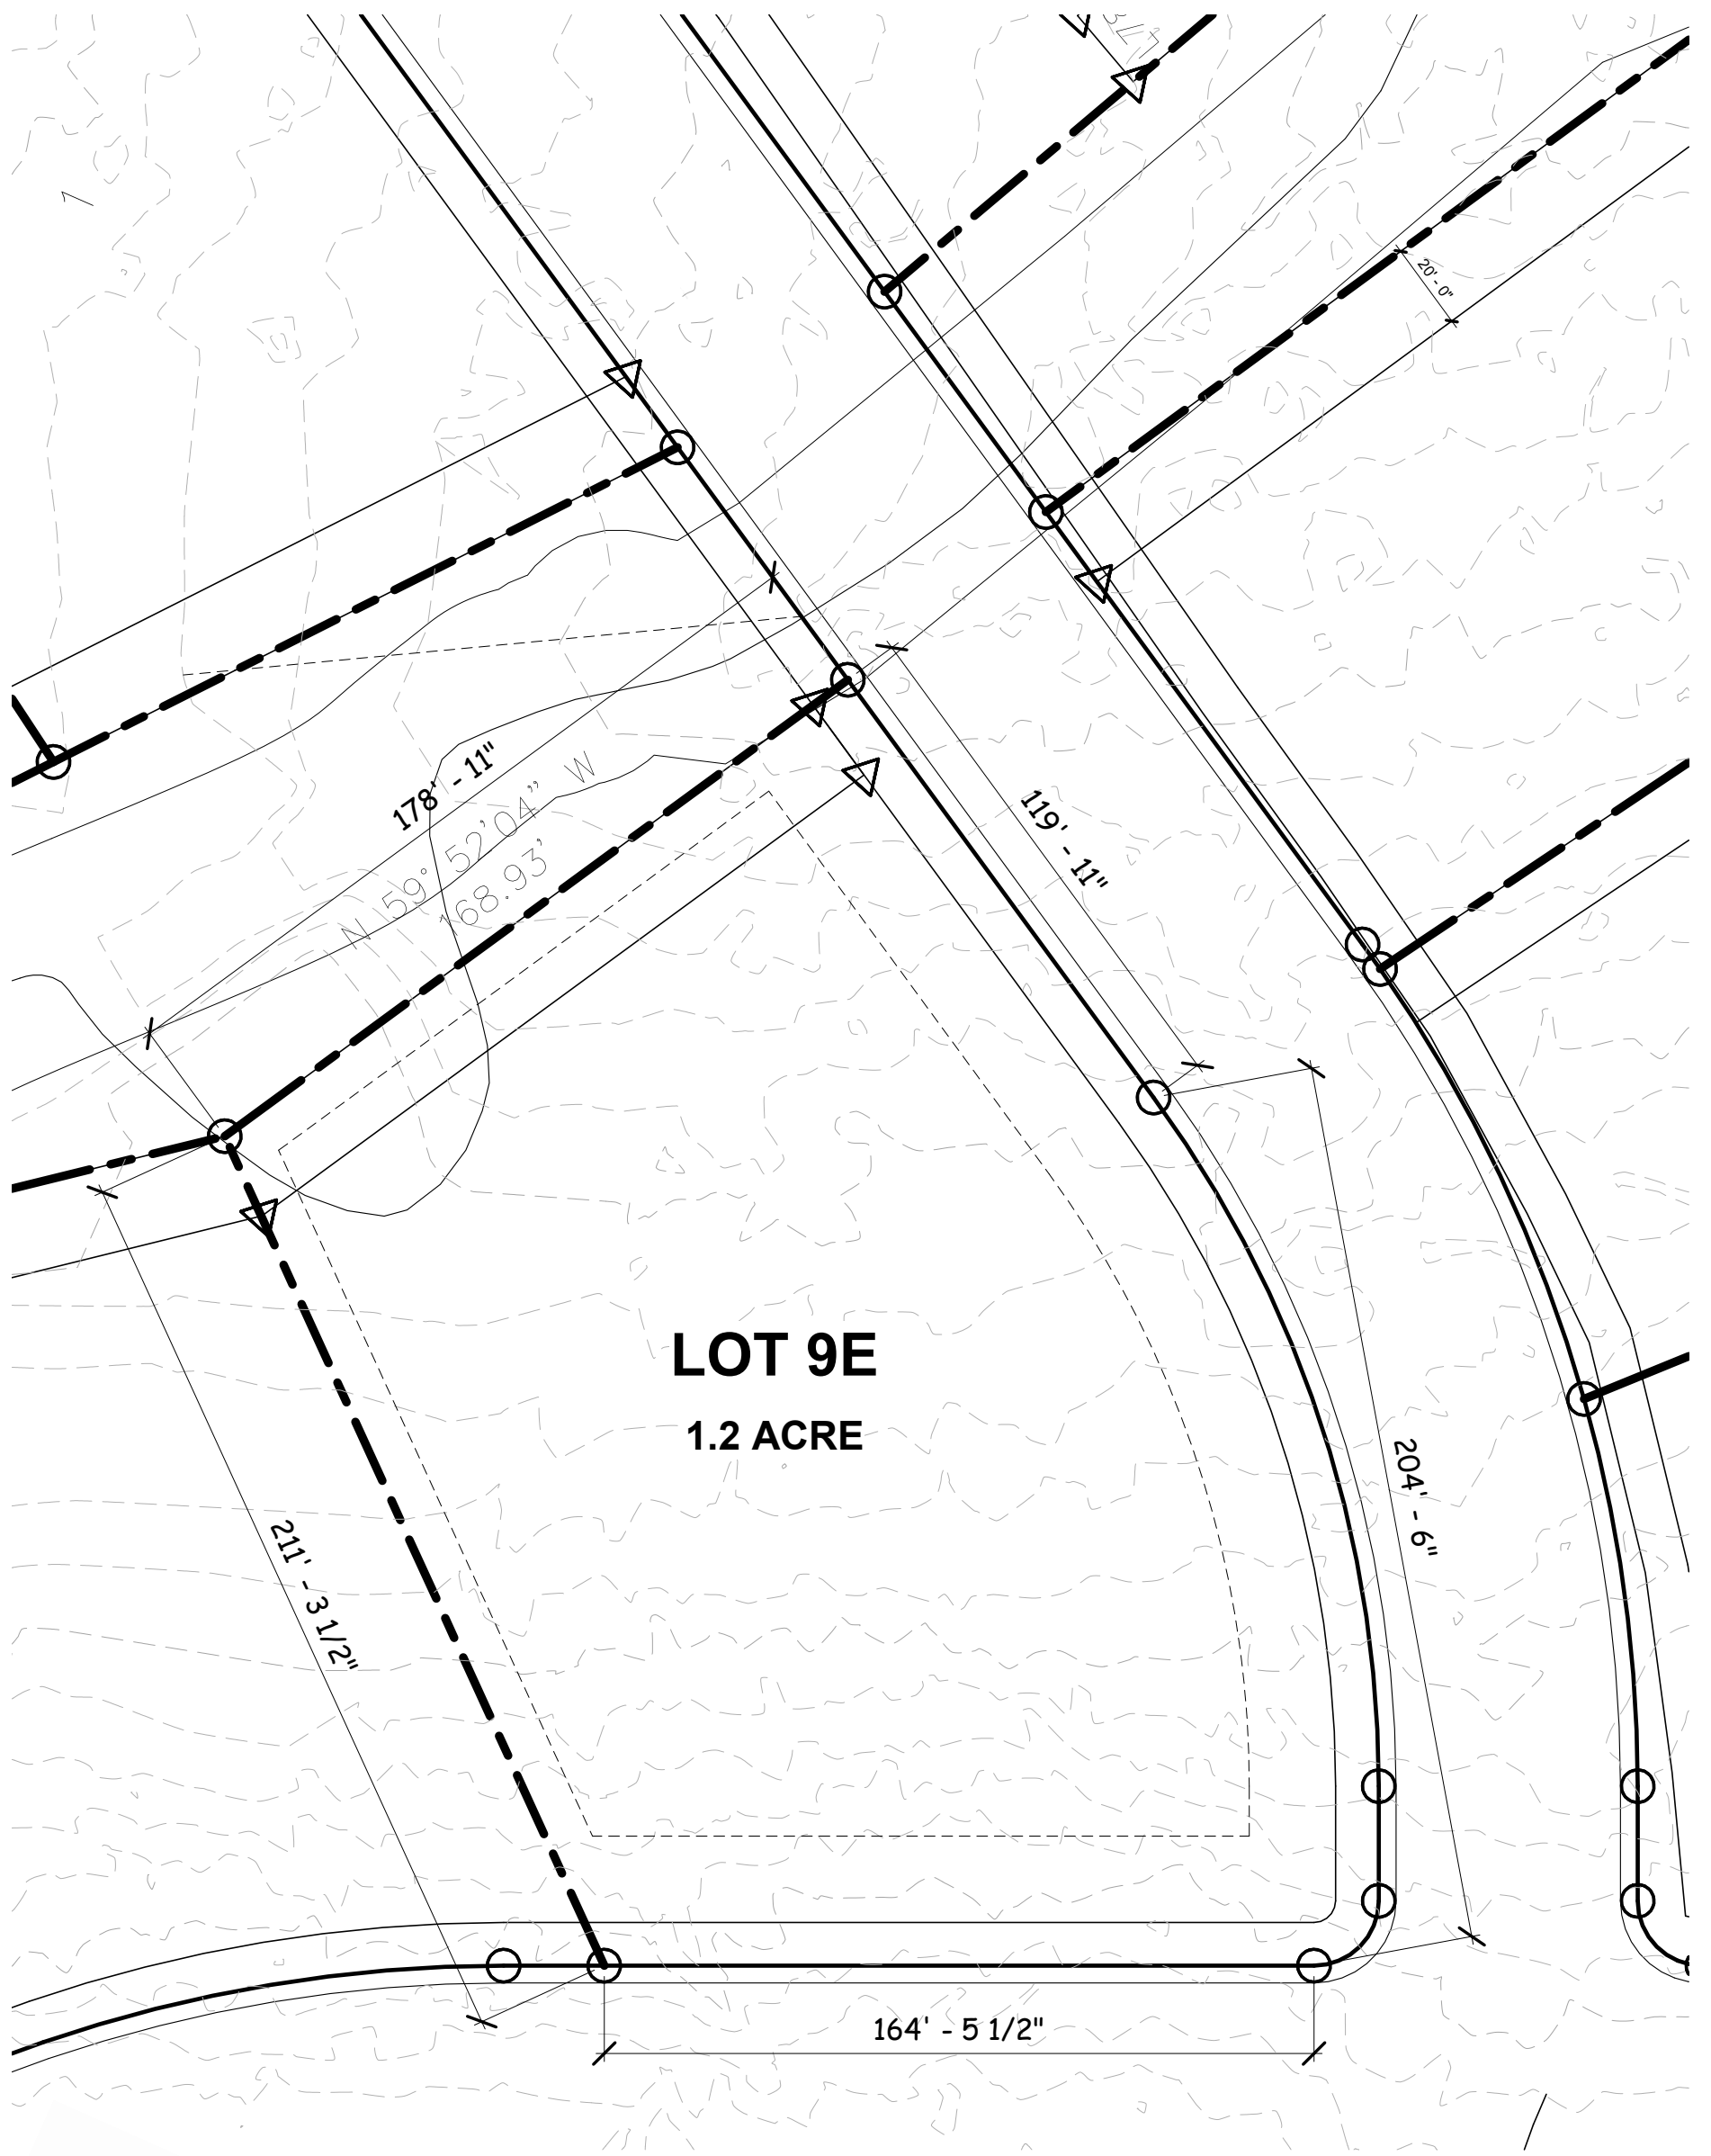 20' - 0"
178' - 11"
N 59° 52'04" W
168.93'
119' - 11"
LOT 9E
1.2 ACRE
204' - 6"
211' - 3 1/2"
164' - 5 1/2"